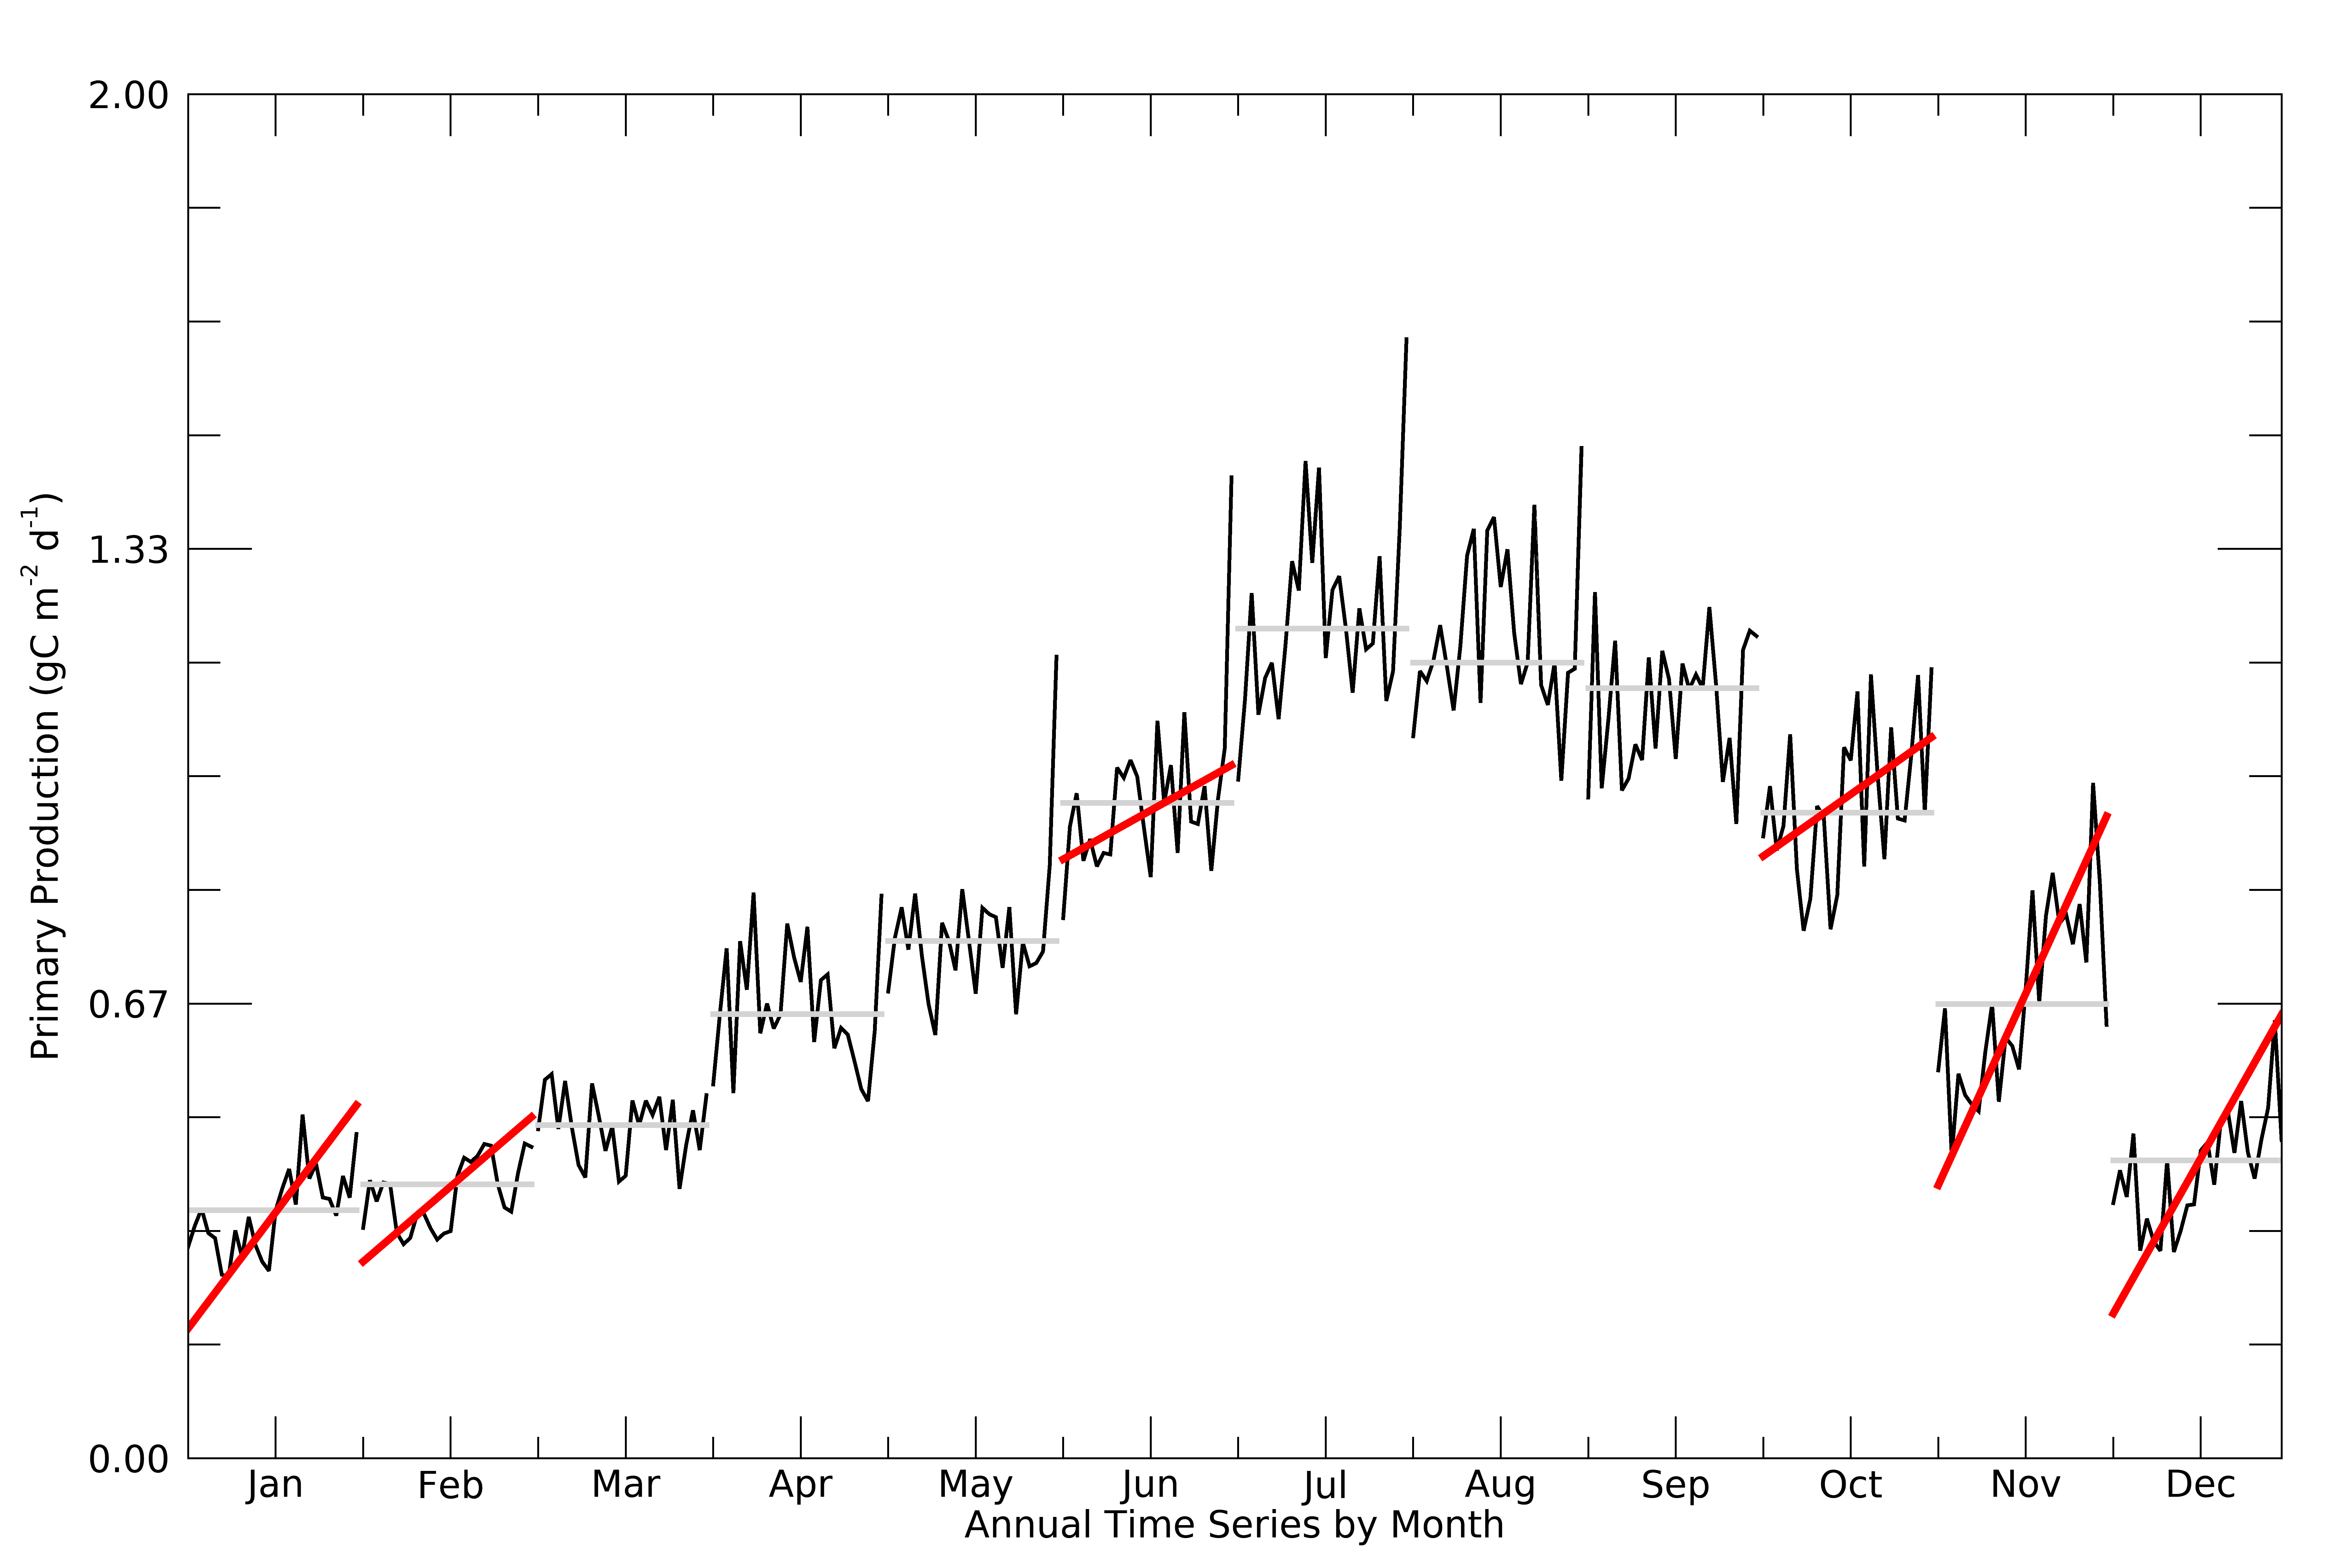 2.00
1.33
0.67
0.00
Primary Production (gC m-2 d-1)
Jan Feb Mar Apr May Jun Jul Aug Sep Oct Nov Dec
Annual Time Series by Month